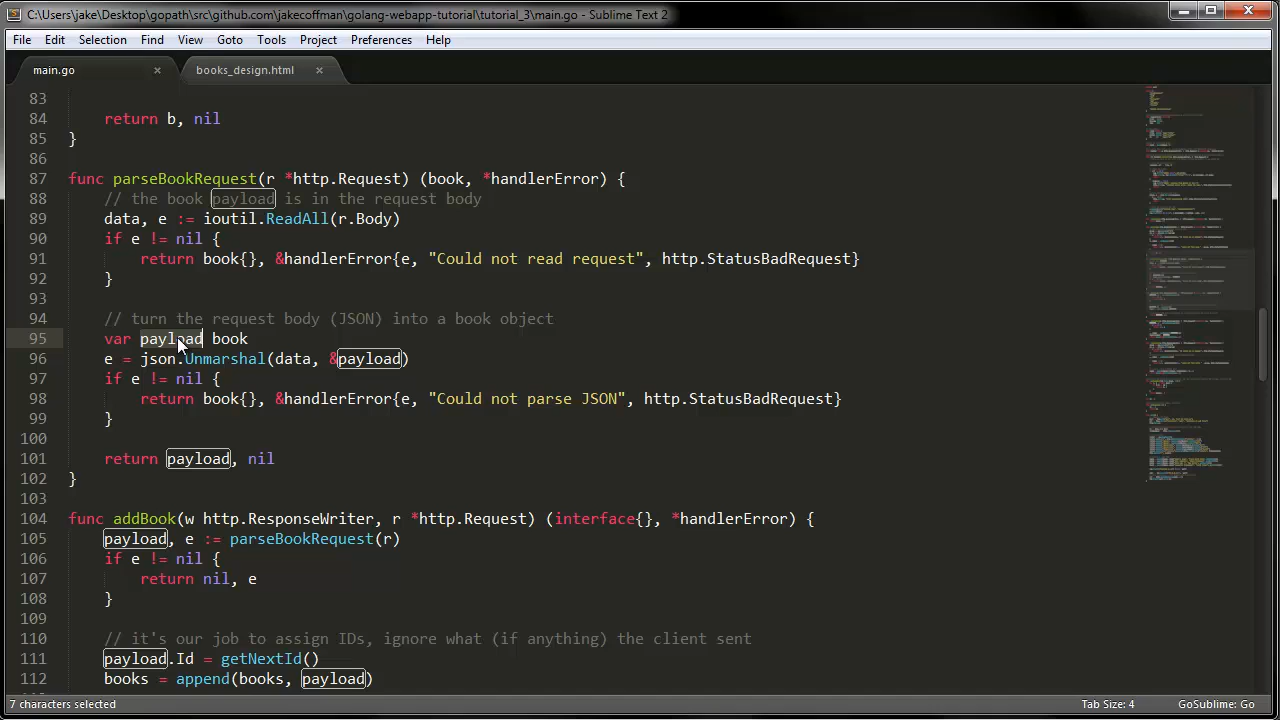 C:\Users\jake\Desktop\gopath\src\github.com\jakecoffman\golang-webapp-tutorial\tutorial_3\main.go - Sublime Text 2
File Edit Selection Find View Goto Tools Project Preferences Help
main.go × books_design.html ×
83
84 return b, nil
85 }
86
87 func parseBookRequest(r *http.Request) (book, *handlerError) {
88 // the book payload is in the request body
89 data, e := ioutil.ReadAll(r.Body)
90 if e != nil {
91 return book{}, &handlerError{e, "Could not read request", http.StatusBadRequest}
92 }
93
94 // turn the request body (JSON) into a book object
95 var payload book
96 e = json.Unmarshal(data, &payload)
97 if e != nil {
98 return book{}, &handlerError{e, "Could not parse JSON", http.StatusBadRequest}
99 }
100
101 return payload, nil
102 }
103
104 func addBook(w http.ResponseWriter, r *http.Request) (interface{}, *handlerError) {
105 payload, e := parseBookRequest(r)
106 if e != nil {
107 return nil, e
108 }
109
110 // it's our job to assign IDs, ignore what (if anything) the client sent
111 payload.Id = getNextId()
112 books = append(books, payload)
7 characters selected Tab Size: 4 GoSublime: Go